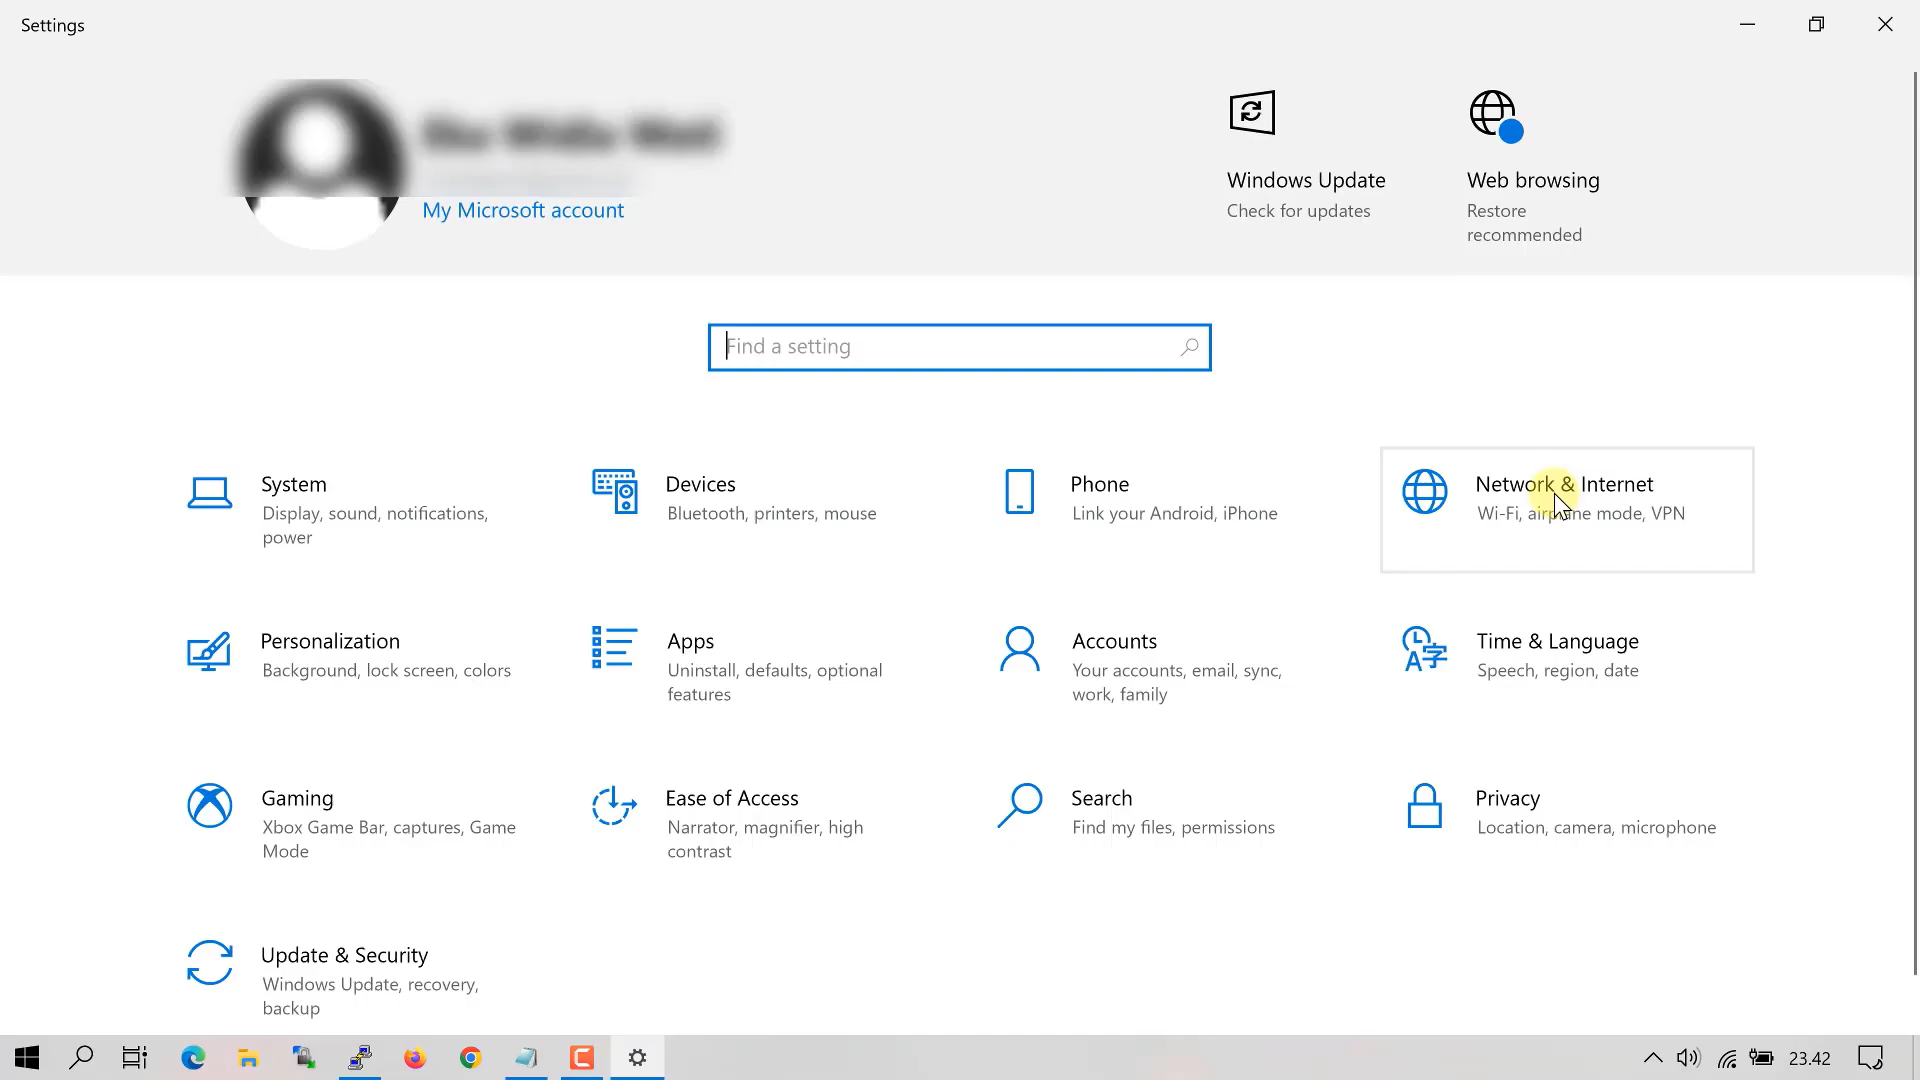 Settings
My Microsoft account
Windows Update
Check for updates
Web browsing
Restore
recommended
Find a setting
System
Display, sound, notifications,
power
Devices
Bluetooth, printers, mouse
Phone
Link your Android, iPhone
Network & Internet
Wi-Fi, airplane mode, VPN
Personalization
Background, lock screen, colors
Apps
Uninstall, defaults, optional
features
Accounts
Your accounts, email, sync,
work, family
Time & Language
Speech, region, date
Gaming
Xbox Game Bar, captures, Game
Mode
Ease of Access
Narrator, magnifier, high
contrast
Search
Find my files, permissions
Privacy
Location, camera, microphone
Update & Security
Windows Update, recovery,
backup
23.42